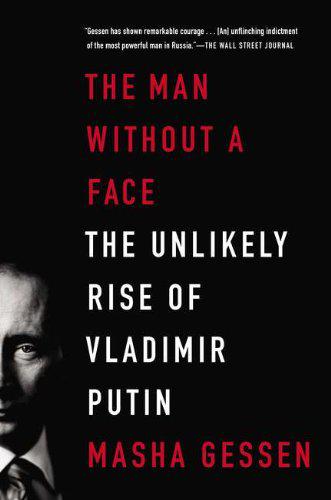 "Gessen has shown remarkable courage . . . [An] unflinching indictment
of the most powerful man in Russia."—THE WALL STREET JOURNAL
THE MAN
WITHOUT A
FACE
THE UNLIKELY
RISE OF
VLADIMIR
PUTIN
MASHA GESSEN